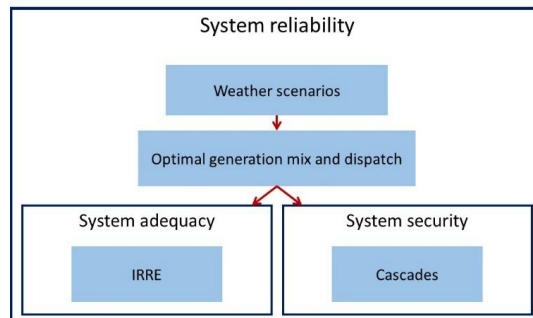 System reliability
Weather scenarios
Optimal generation mix and dispatch
System adequacy
System security
IRRE
Cascades